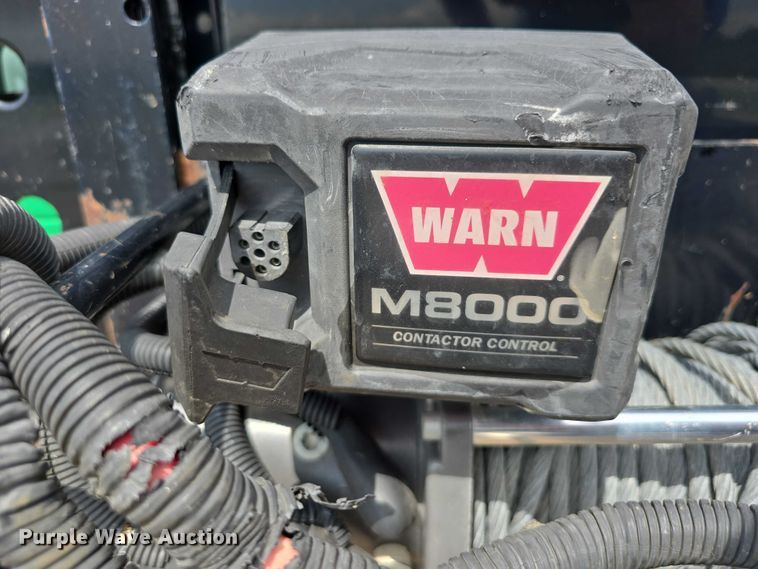 WARN
M8000
CONTACTOR CONTROL
Purple Wave Auction